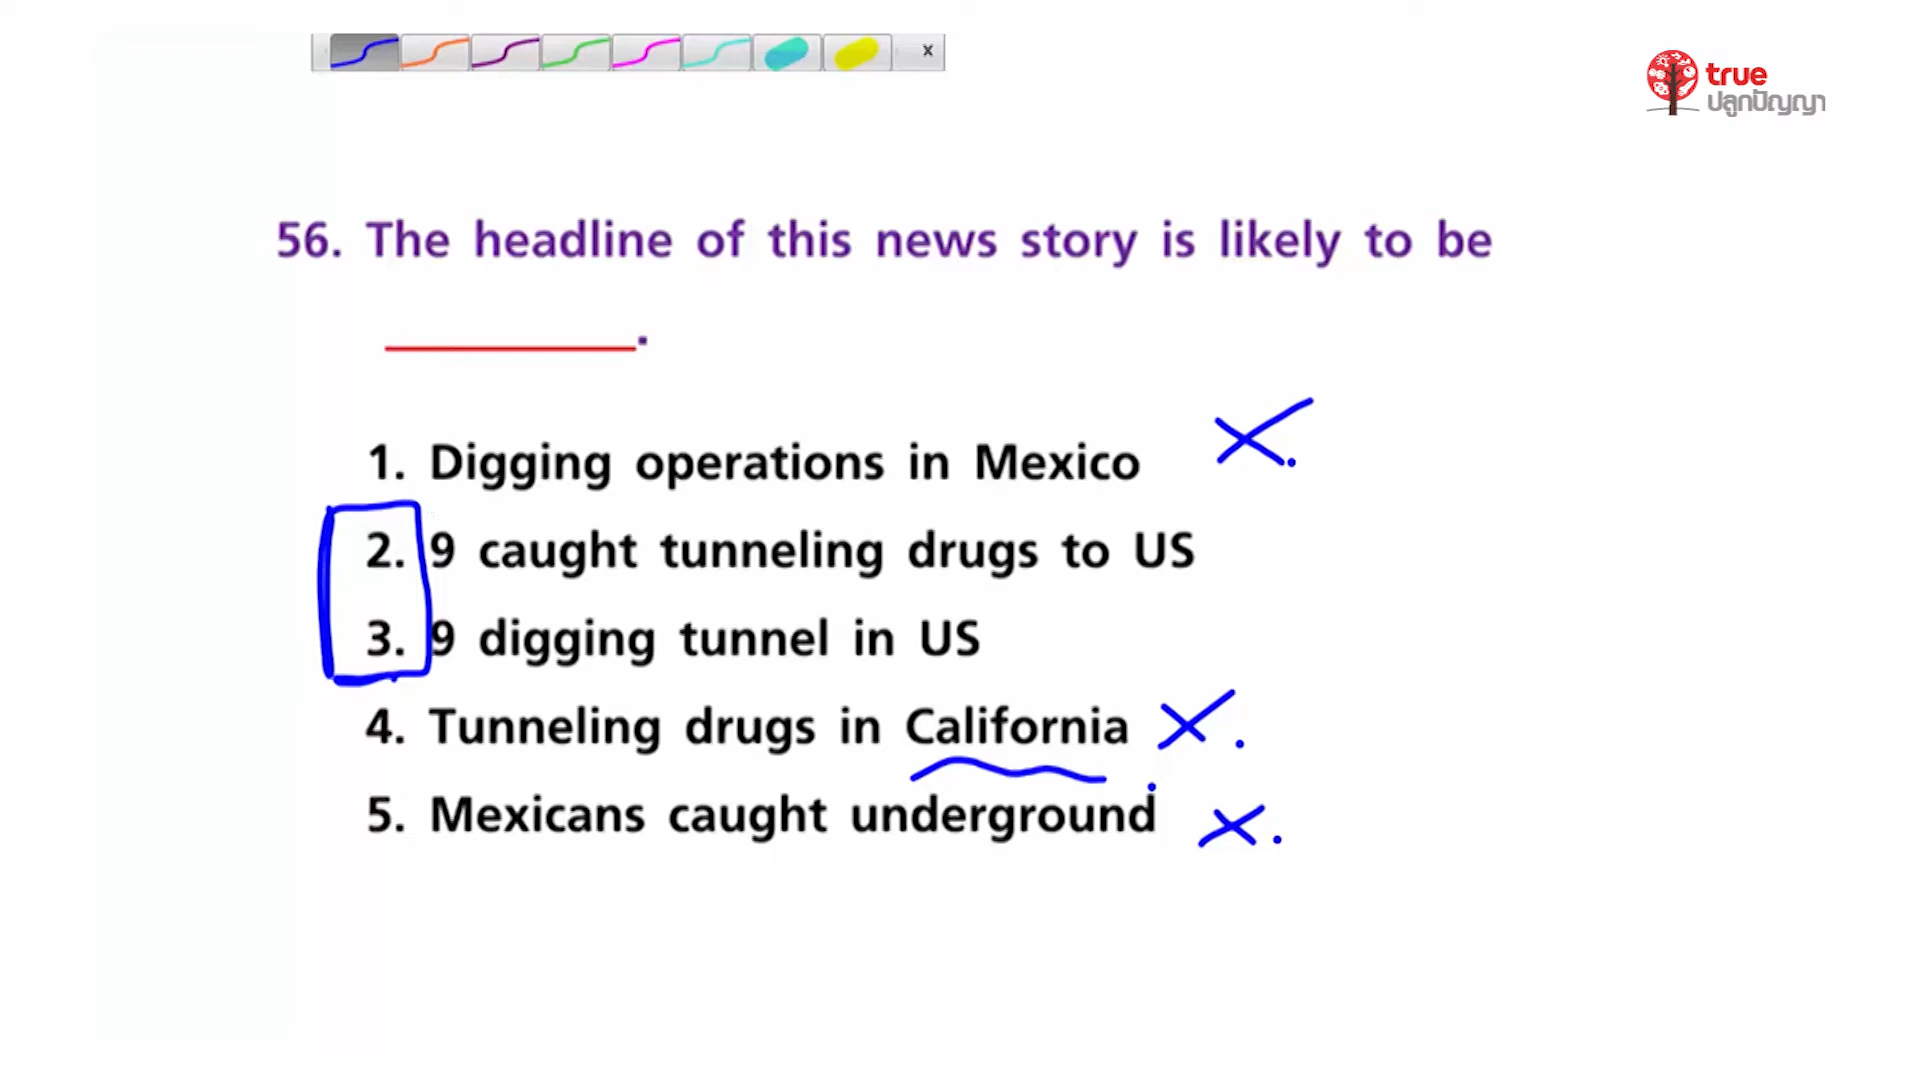 x
true
ปลูกปัญญา
56. The headline of this news story is likely to be
__________.
1. Digging operations in Mexico
2. 9 caught tunneling drugs to US
3. 9 digging tunnel in US
4. Tunneling drugs in California
5. Mexicans caught underground